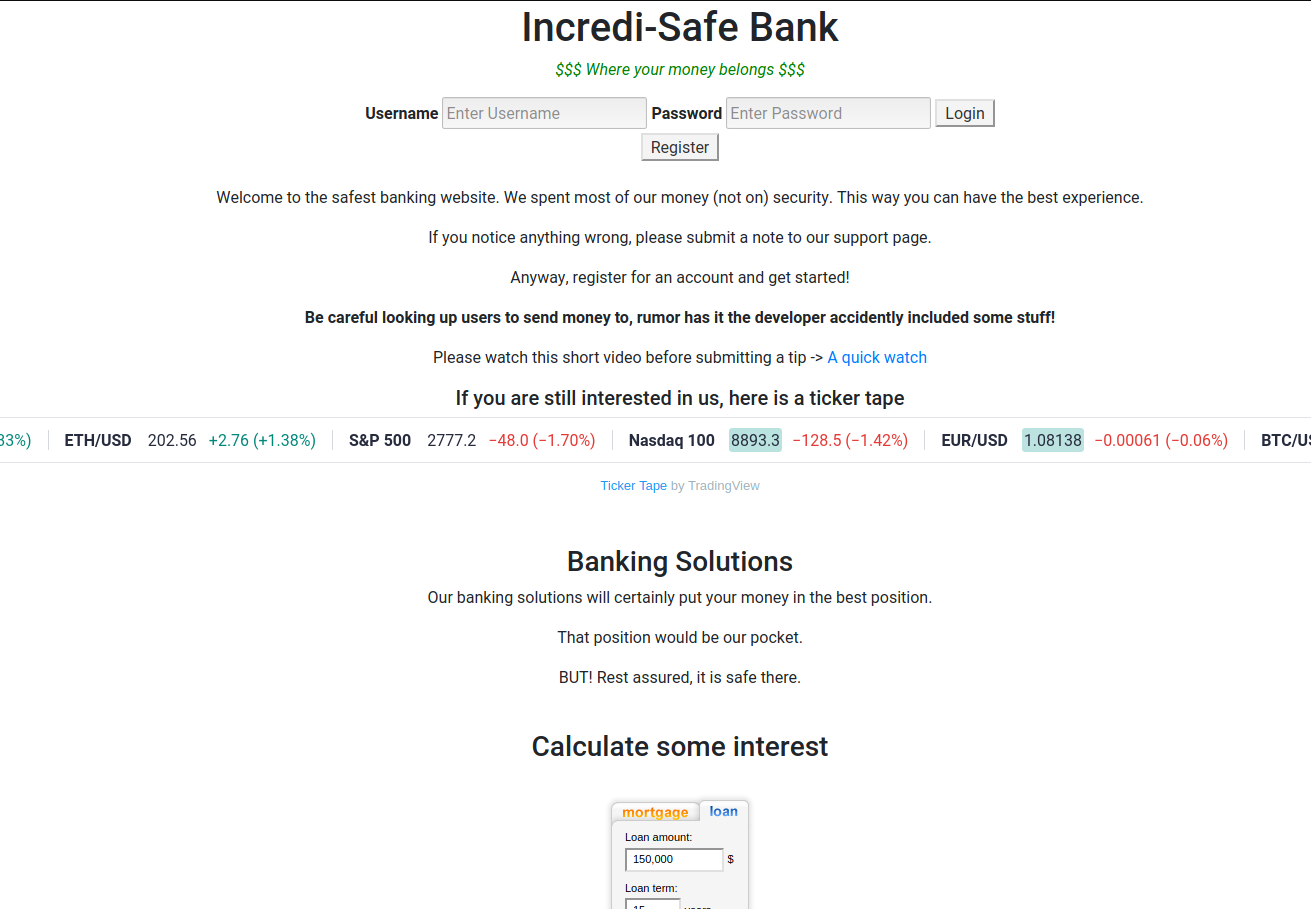 Incredi-Safe Bank
$$$ Where your money belongs $$$
Username Enter Username Password Enter Password Login
Register
Welcome to the safest banking website. We spent most of our money (not on) security. This way you can have the best experience.
If you notice anything wrong, please submit a note to our support page.
Anyway, register for an account and get started!
Be careful looking up users to send money to, rumor has it the developer accidently included some stuff!
Please watch this short video before submitting a tip -> A quick watch
If you are still interested in us, here is a ticker tape
33%) ETH/USD 202.56 +2.76 (+1.38%) S&P 500 2777.2 −48.0 (−1.70%) Nasdaq 100 8893.3 −128.5 (−1.42%) EUR/USD 1.08138 −0.00061 (−0.06%) BTC/US
Ticker Tape by TradingView
Banking Solutions
Our banking solutions will certainly put your money in the best position.
That position would be our pocket.
BUT! Rest assured, it is safe there.
Calculate some interest
mortgage loan
Loan amount:
150,000 $
Loan term:
15 years